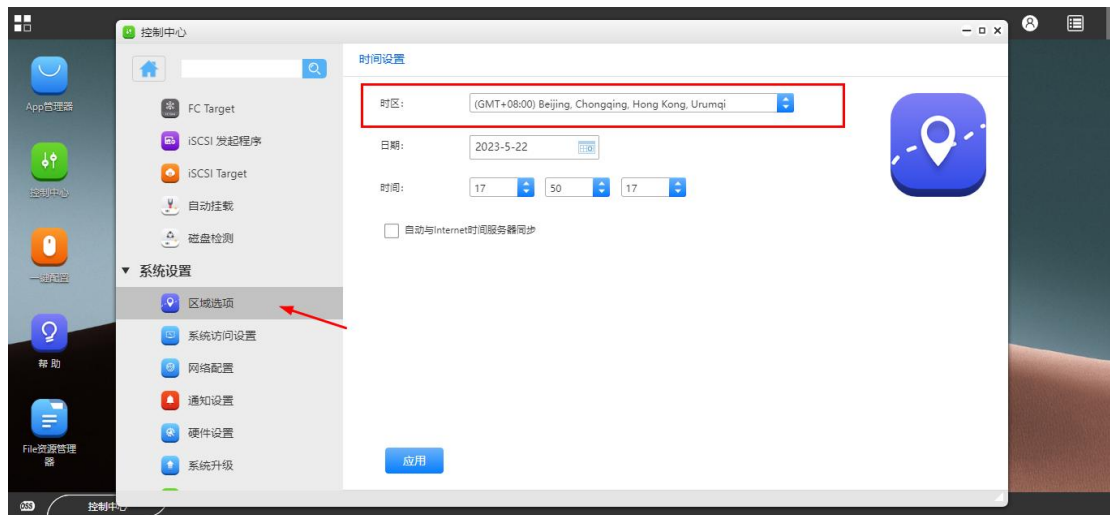 控制中心
App管理器
控制中心
一键配置
帮 助
File资源管理
器
FC Target
iSCSI 发起程序
iSCSI Target
自动挂载
磁盘检测
系统设置
区域选项
系统访问设置
网络配置
通知设置
硬件设置
系统升级
时间设置
时区:
(GMT+08:00) Beijing, Chongqing, Hong Kong, Urumqi
日期:
2023-5-22
时间:
17
50
17
自动与Internet时间服务器同步
应用
控制中心